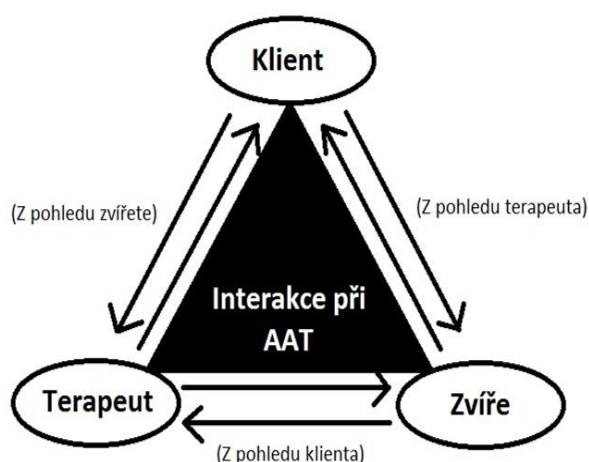 Klient
(Z pohledu zvířete)
(Z pohledu terapeuta)
Interakce při
AAT
Terapeut
Zvíře
(Z pohledu klienta)